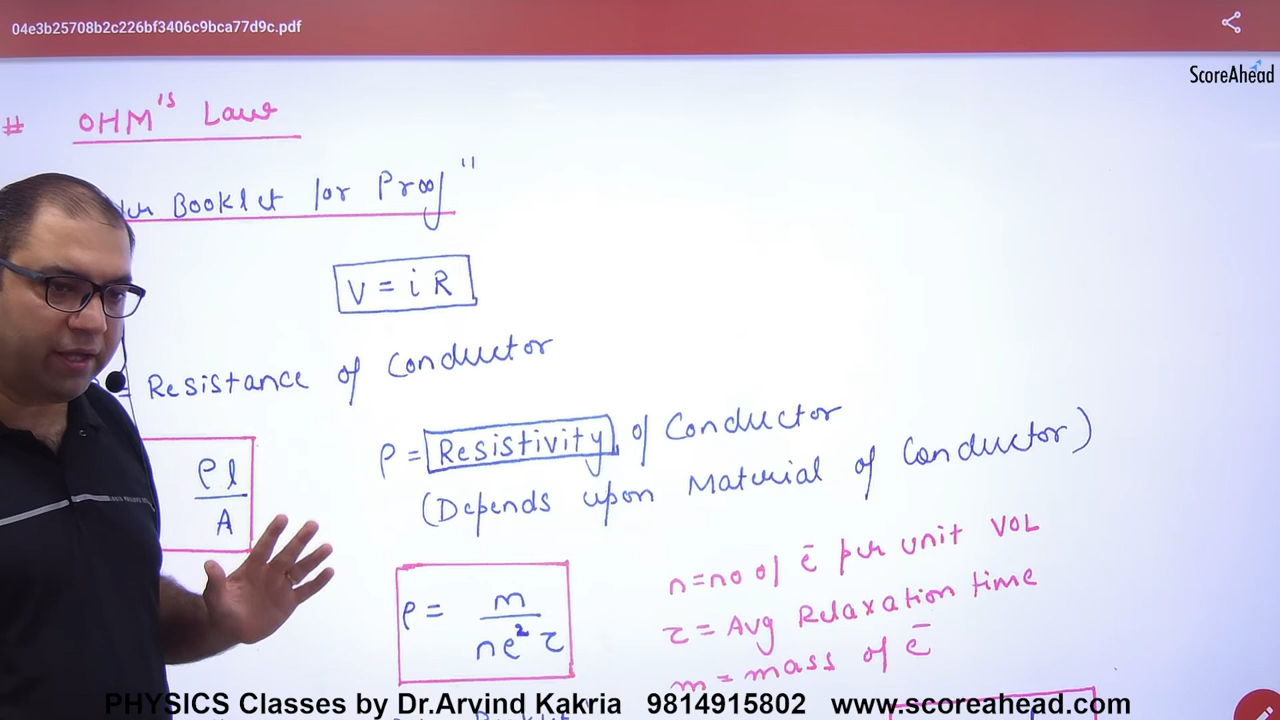 04e3b25708b2c226bf3406c9bca77d9c.pdf
ScoreAhead
# OHM's Law
Booklet for Proof"
V = i R
= Resistance of Conductor
ρ = Resistivity of Conductor
(Depends upon Material of Conductor)
ρl
A
n=no of ē per unit VOL
ρ = m
ne² τ
τ = Avg Relaxation time
m = mass of ē
PHYSICS Classes by Dr.Arvind Kakria 9814915802 www.scoreahead.com